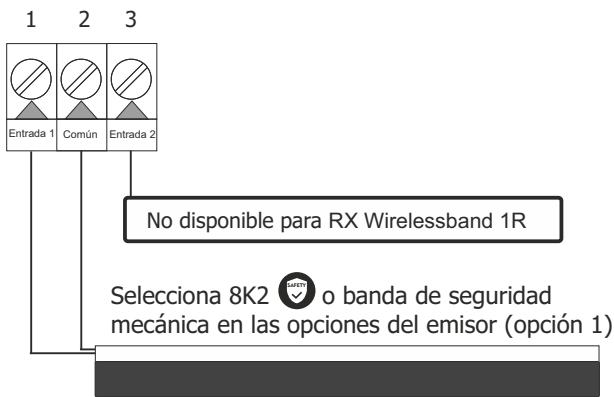 1 2 3
Entrada 1 Común Entrada 2
No disponible para RX Wirelessband 1R
Selecciona 8K2 SAFETY o banda de seguridad
mecánica en las opciones del emisor (opción 1)